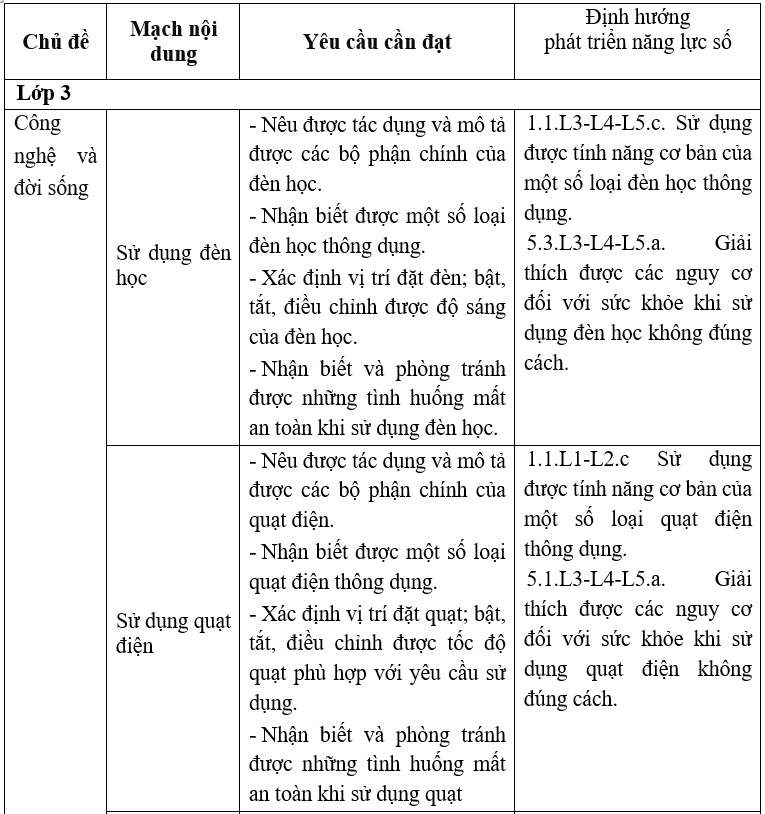 Chủ đề
Mạch nội
dung
Yêu cầu cần đạt
Định hướng
phát triển năng lực số
Lớp 3
Công
nghệ và
đời sống
Sử dụng đèn
học
- Nêu được tác dụng và mô tả
được các bộ phận chính của
đèn học.
- Nhận biết được một số loại
đèn học thông dụng.
- Xác định vị trí đặt đèn; bật,
tắt, điều chỉnh được độ sáng
của đèn học.
- Nhận biết và phòng tránh
được những tình huống mất
an toàn khi sử dụng đèn học.
1.1.L3-L4-L5.c. Sử dụng
được tính năng cơ bản của
một số loại đèn học thông
dụng.
5.3.L3-L4-L5.a. Giải
thích được các nguy cơ
đối với sức khỏe khi sử
dụng đèn học không đúng
cách.
Sử dụng quạt
điện
- Nêu được tác dụng và mô tả
được các bộ phận chính của
quạt điện.
- Nhận biết được một số loại
quạt điện thông dụng.
- Xác định vị trí đặt quạt; bật,
tắt, điều chỉnh được tốc độ
quạt phù hợp với yêu cầu sử
dụng.
- Nhận biết và phòng tránh
được những tình huống mất
an toàn khi sử dụng quạt
1.1.L1-L2.c Sử dụng
được tính năng cơ bản của
một số loại quạt điện
thông dụng.
5.1.L3-L4-L5.a. Giải
thích được các nguy cơ
đối với sức khỏe khi sử
dụng quạt điện không
đúng cách.